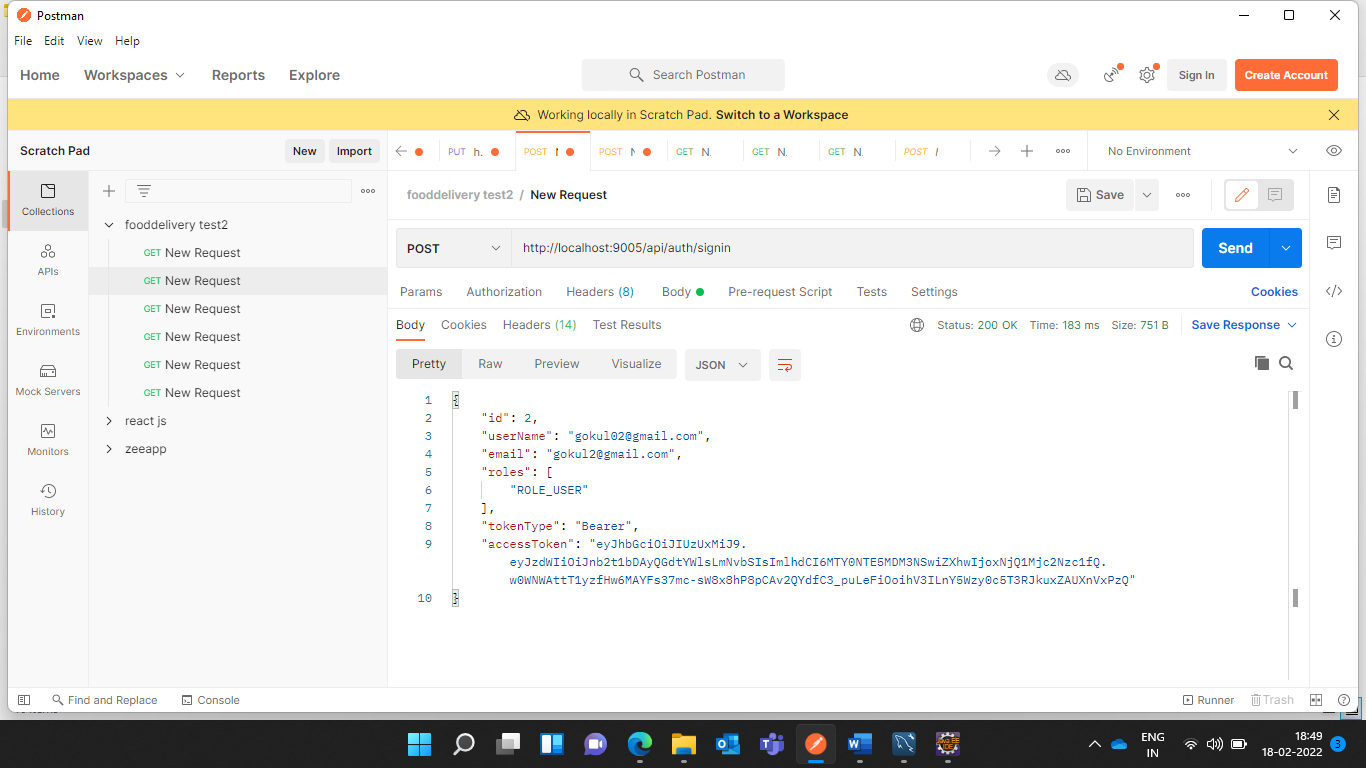 Postman
File Edit View Help
Home Workspaces Reports Explore Search Postman Sign In Create Account
Working locally in Scratch Pad. Switch to a Workspace
Scratch Pad New Import PUT h. POST POST GET N. GET N. GET N. POST No Environment
Collections
APIs
Environments
Mock Servers
Monitors
History
fooddelivery test2
GET New Request
GET New Request
GET New Request
GET New Request
GET New Request
GET New Request
react js
zeeapp
fooddelivery test2 / New Request Save
POST http://localhost:9005/api/auth/signin Send
Params Authorization Headers (8) Body Pre-request Script Tests Settings Cookies
Body Cookies Headers (14) Test Results Status: 200 OK Time: 183 ms Size: 751 B Save Response
Pretty Raw Preview Visualize JSON
1 {
2 "id": 2,
3 "userName": "gokul02@gmail.com",
4 "email": "gokul2@gmail.com",
5 "roles": [
6 "ROLE_USER"
7 ],
8 "tokenType": "Bearer",
9 "accessToken": "eyJhbGciOiJIUzUxMiJ9.
eyJzdWIiOiJnb2t1bDAyQGdtYWlsLmNvbSIsImlhdCI6MTY0NTE5MDM3NSwiZXhwIjoxNjQ1Mjc2Nzc1fQ.
w0WNWAttT1yzfHw6MAYFs37mc-sW8x8hP8pCAv2QYdfC3_puLeFiOoihV3ILnY5Wzy0c5T3RJkuxZAUXnVxPzQ"
10 }
Find and Replace Console Runner Trash
ENG
IN
18:49
18-02-2022
3